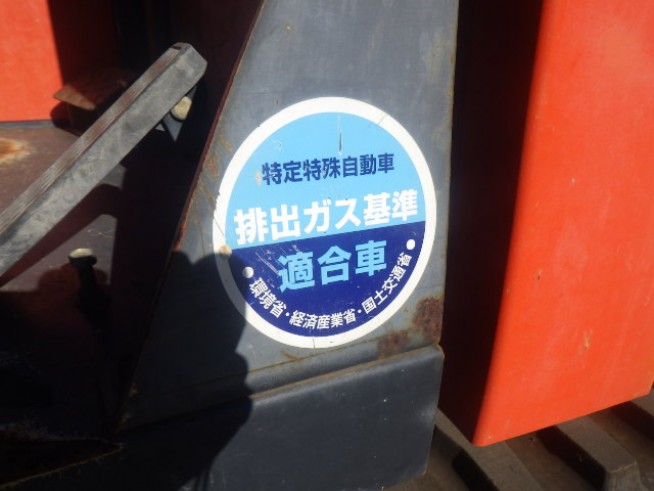 特定特殊自動車
排出ガス基準
適合車
環境省・経済産業省・国土交通省